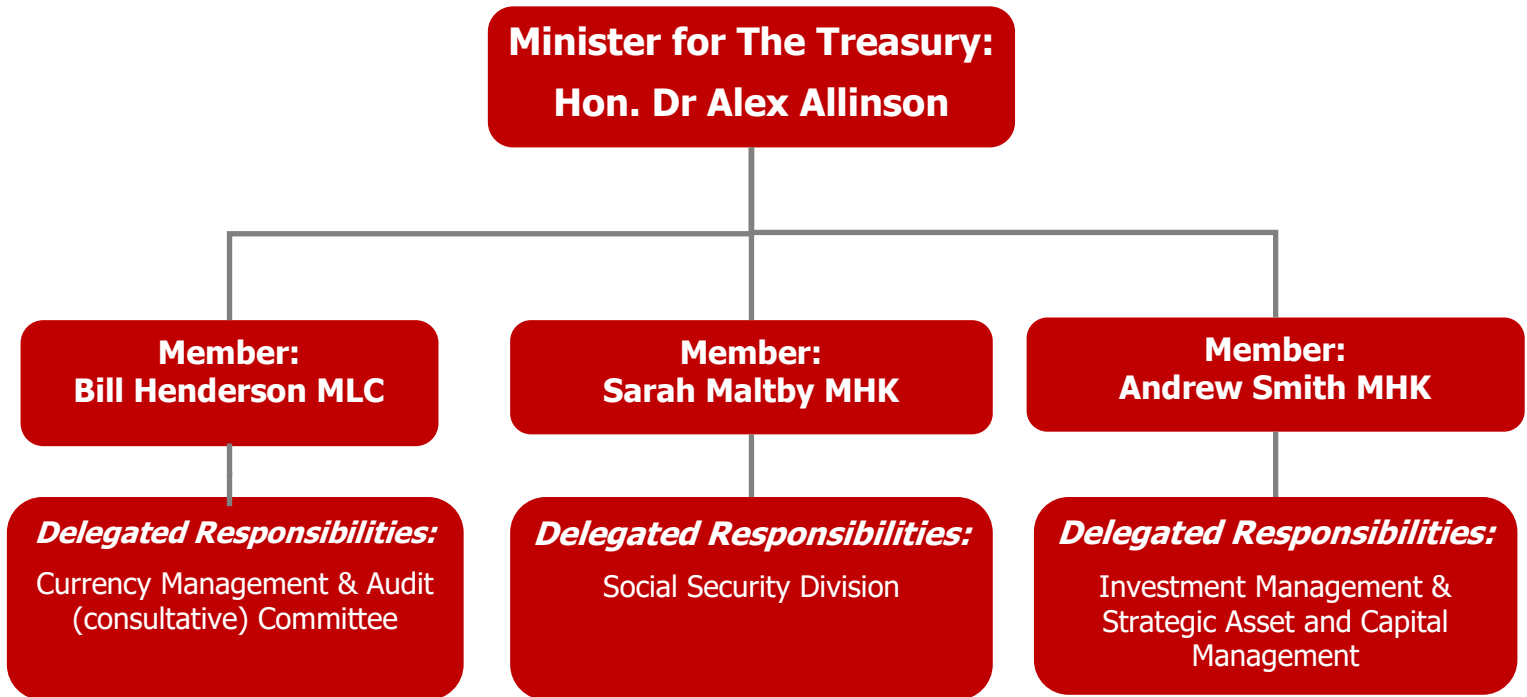 Minister for The Treasury:
Hon. Dr Alex Allinson
Member:
Bill Henderson MLC
Member:
Sarah Maltby MHK
Member:
Andrew Smith MHK
Delegated Responsibilities:
Currency Management & Audit
(consultative) Committee
Delegated Responsibilities:
Social Security Division
Delegated Responsibilities:
Investment Management &
Strategic Asset and Capital
Management